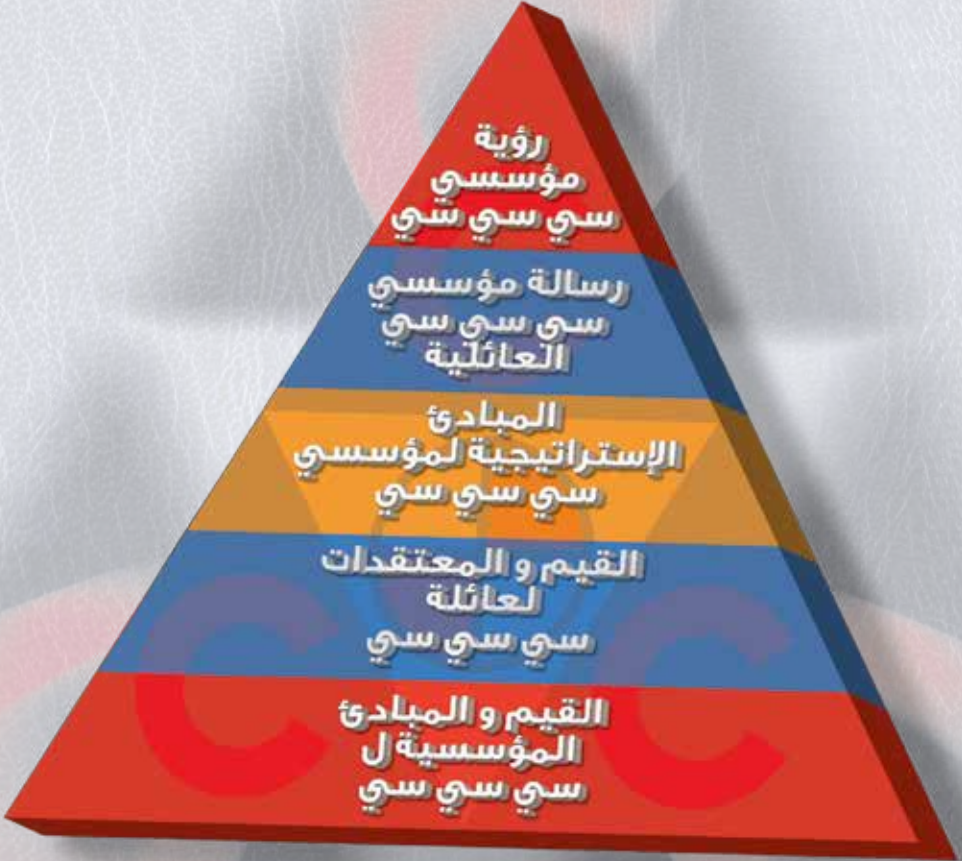 رؤية
مؤسسي
سي سي سي
رسالة مؤسسي
سي سي سي
العائلية
المبادئ
الإستراتيجية لمؤسسي
سي سي سي
القيم و المعتقدات
لعائلة
سي سي سي
القيم و المبادئ
المؤسسية ل
سي سي سي
C C